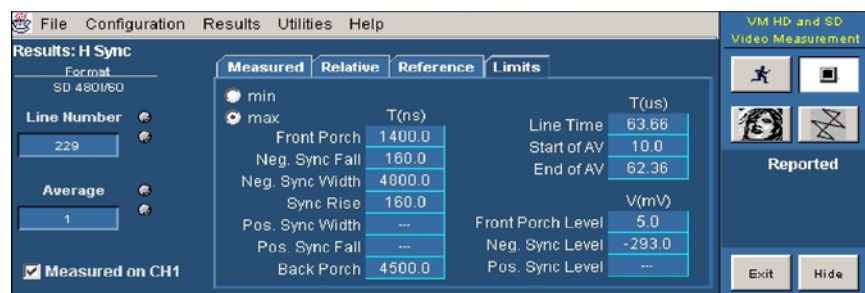 File Configuration Results Utilities Help
VM HD and SD
Video Measurement
Results: H Sync
Format
SD 480I/60
Line Number
229
Average
1
Measured on CH1
Measured Relative Reference Limits
min
max
T(ns)
Front Porch 1400.0
Neg. Sync Fall 160.0
Neg. Sync Width 4800.0
Sync Rise 160.0
Pos. Sync Width ---
Pos. Sync Fall ---
Back Porch 4500.0
T(us)
Line Time 63.66
Start of AV 10.0
End of AV 62.36
V(mV)
Front Porch Level 5.0
Neg. Sync Level -293.0
Pos. Sync Level ---
Reported
Exit Hide